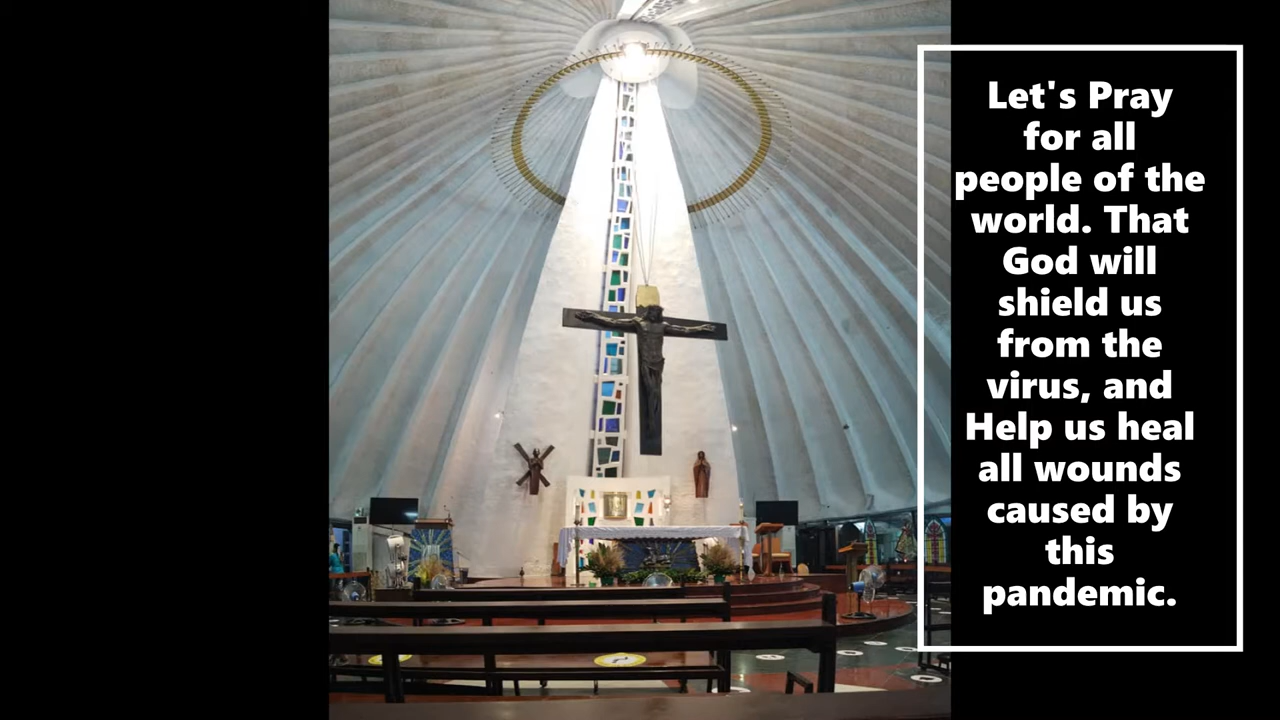 Let's Pray
for all
people of the
world. That
God will
shield us
from the
virus, and
Help us heal
all wounds
caused by
this
pandemic.